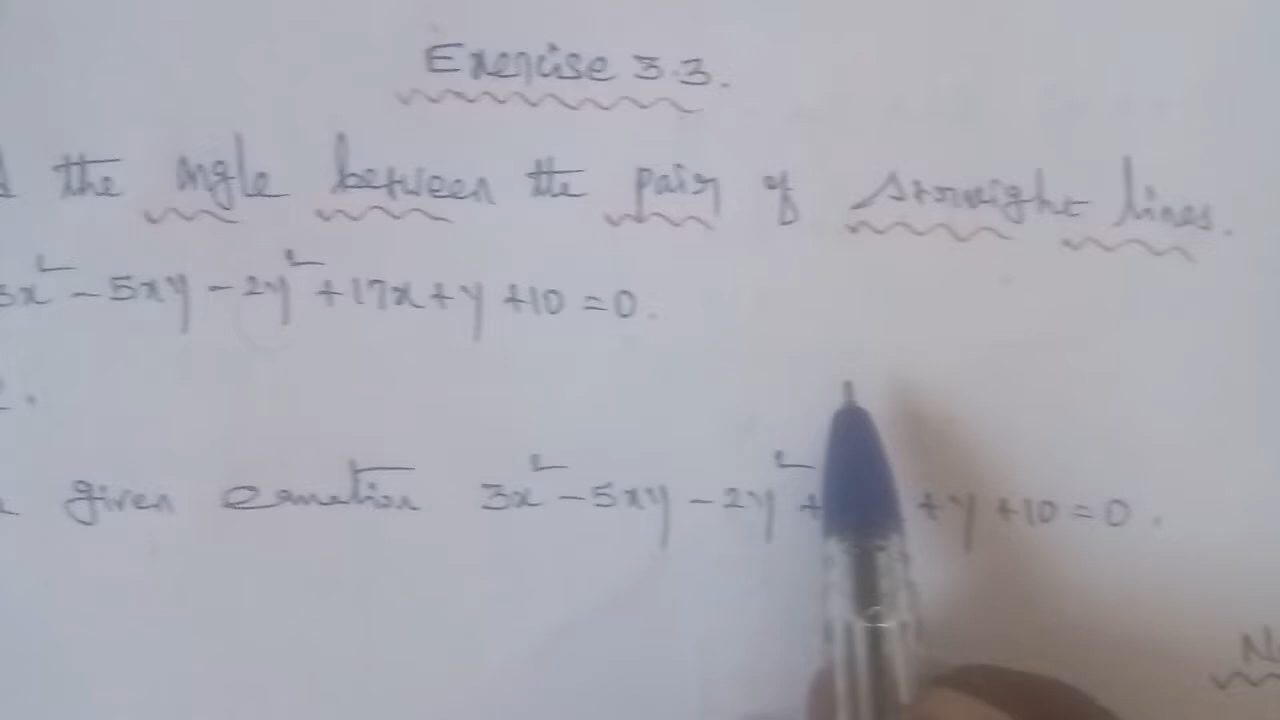 Exercise 3.3.
the angle between the pair of straight lines.
3x² - 5xy - 2y² + 17x + y + 10 = 0.
given equation 3x² - 5xy - 2y² + + y + 10 = 0.